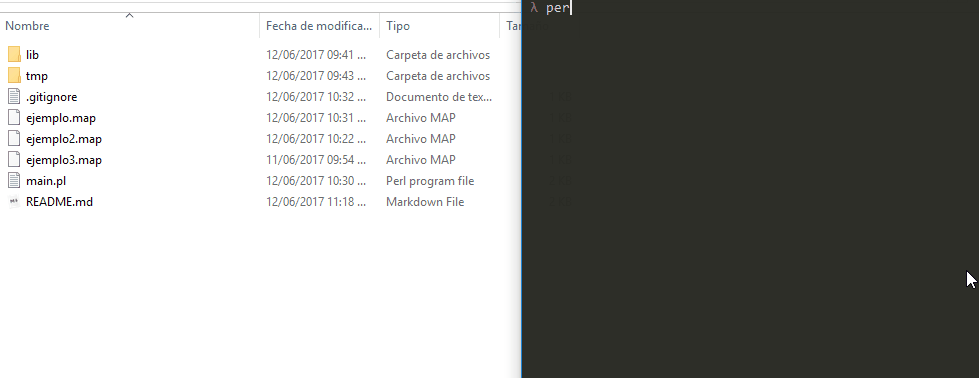 Nombre Fecha de modifica... Tipo
lib 12/06/2017 09:41 ... Carpeta de archivos
tmp 12/06/2017 09:43 ... Carpeta de archivos
.gitignore 12/06/2017 10:32 ... Documento de tex...
ejemplo.map 12/06/2017 10:31 ... Archivo MAP
ejemplo2.map 12/06/2017 10:22 ... Archivo MAP
ejemplo3.map 11/06/2017 09:54 ... Archivo MAP
main.pl 12/06/2017 10:30 ... Perl program file
README.md 12/06/2017 11:18 ... Markdown File
λ per